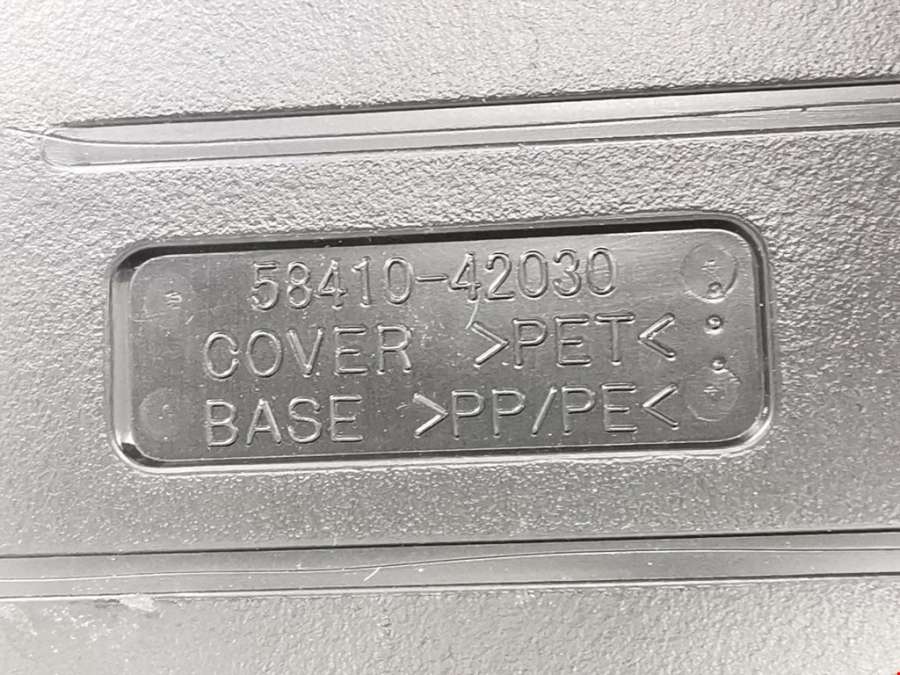 58410-42030
COVER >PET<
BASE >PP/PE<